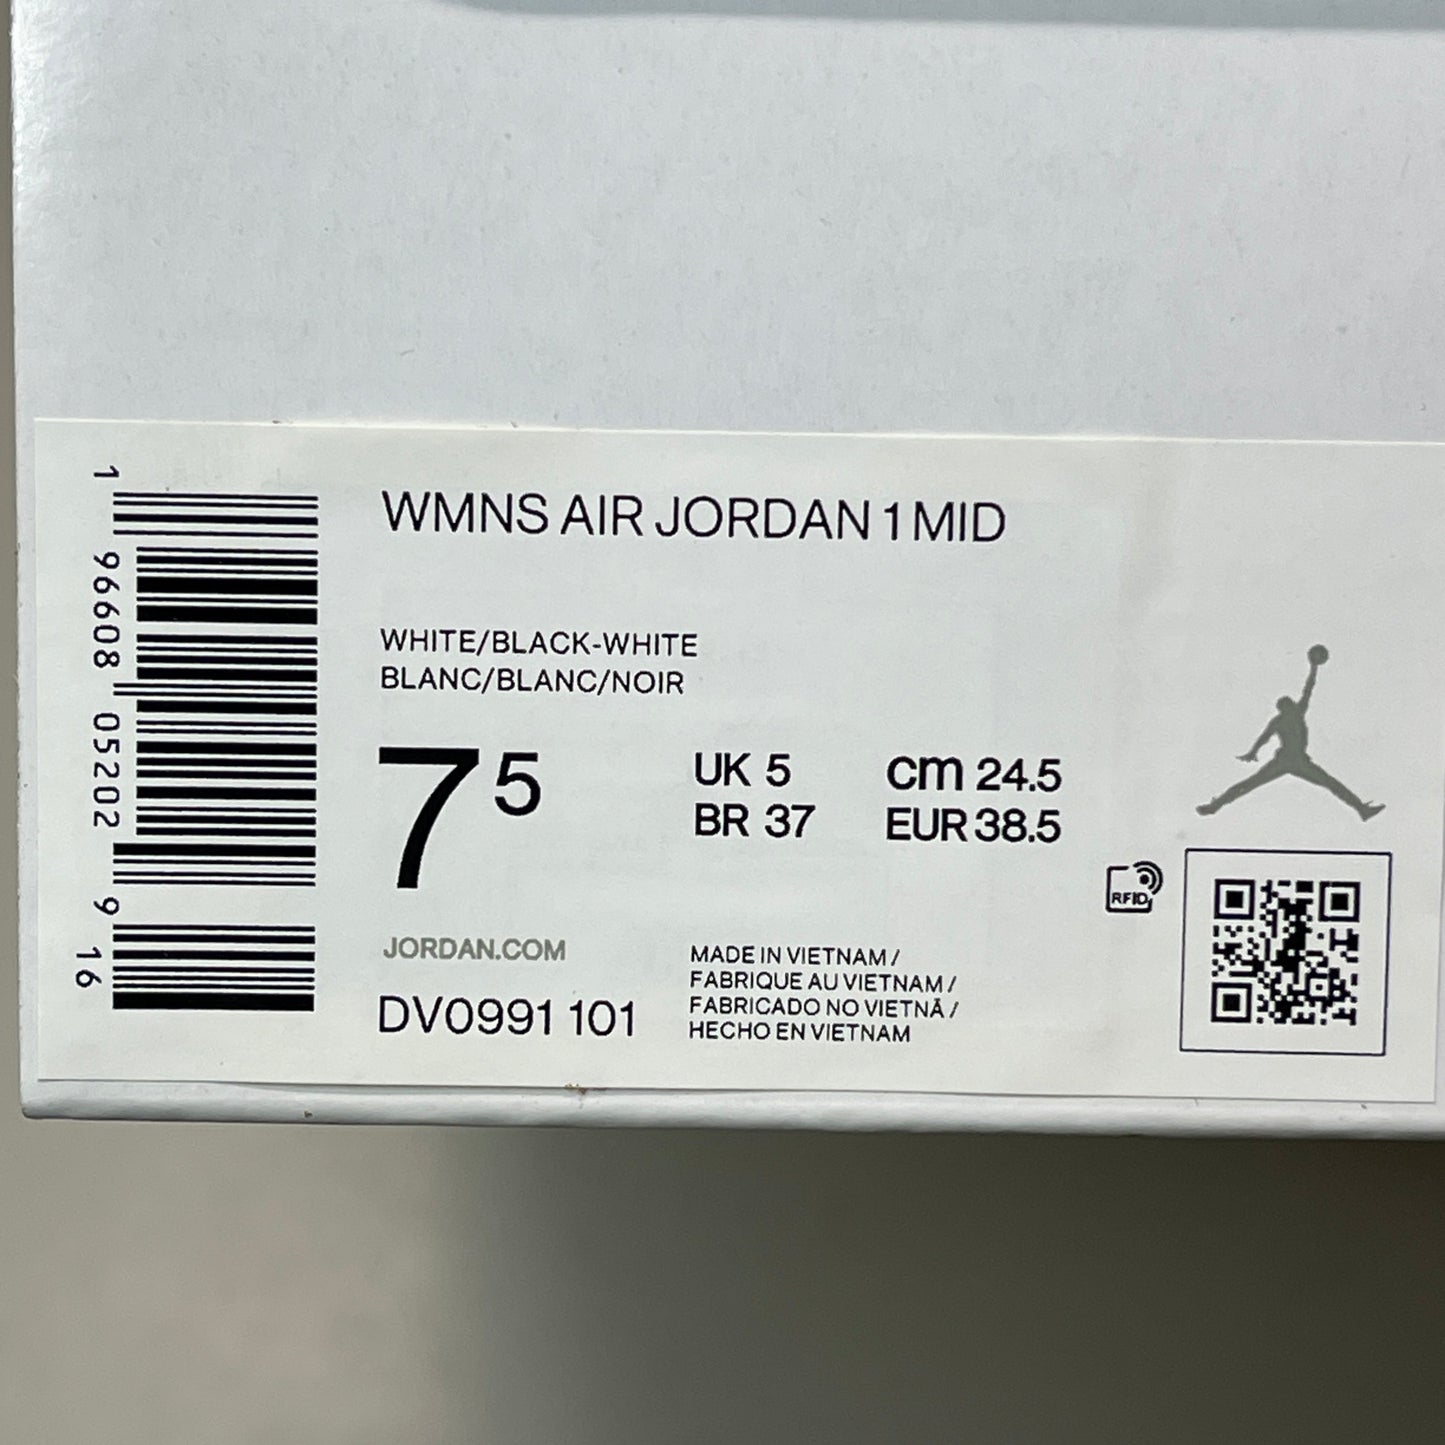 WMNS AIR JORDAN 1 MID
WHITE/BLACK-WHITE
BLANC/BLANC/NOIR
7 5
UK 5
BR 37
cm 24.5
EUR 38.5
JORDAN.COM
DV0991 101
MADE IN VIETNAM /
FABRIQUE AU VIETNAM /
FABRICADO NO VIETNÃ /
HECHO EN VIETNAM
RFID
1 96608 05202 9
16